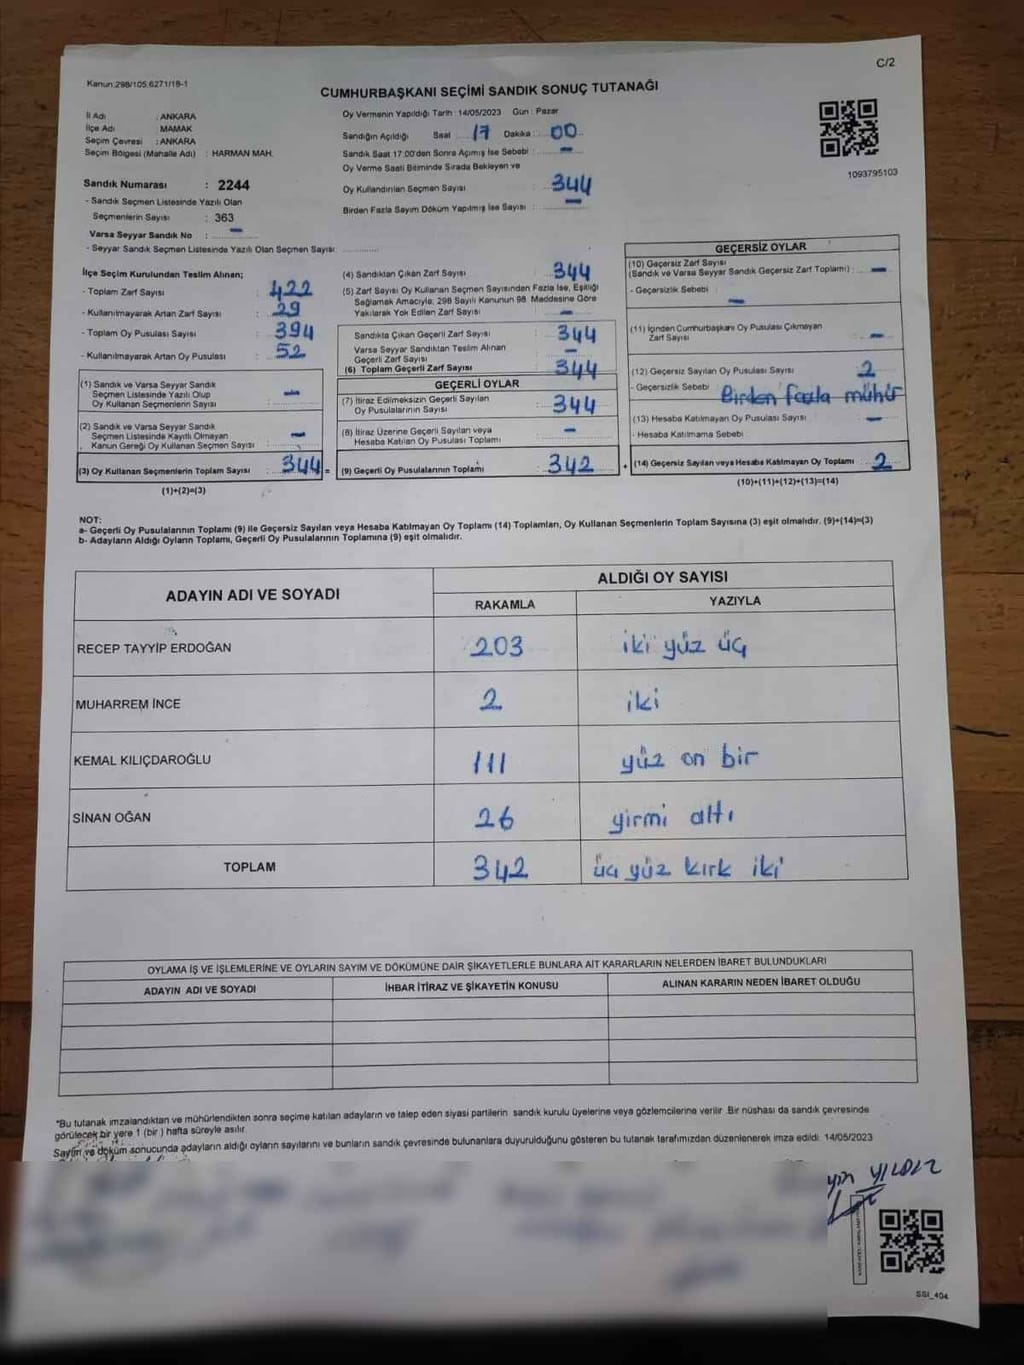 C/2
Kanun:298/105;6271/18-1
CUMHURBAŞKANI SEÇİMİ SANDIK SONUÇ TUTANAĞI
İl Adı : ANKARA
İlçe Adı : MAMAK
Seçim Çevresi : ANKARA
Seçim Bölgesi (Mahalle Adı) : HARMAN MAH.
Sandık Numarası : 2244
- Sandık Seçmen Listesinde Yazılı Olan
Seçmenlerin Sayısı : 363
Varsa Seyyar Sandık No : -
- Seyyar Sandık Seçmen Listesinde Yazılı Olan Seçmen Sayısı:
Oy Vermenin Yapıldığı Tarih : 14/05/2023 Gün : Pazar
Sandığın Açıldığı Saat 17 Dakika : 00
Sandık Saat 17:00'den Sonra Açımış İse Sebebi : -
Oy Verme Saati Bitiminde Sırada Bekleyen ve
Oy Kullandırılan Seçmen Sayısı : 344
Birden Fazla Sayım Döküm Yapılmış İse Sayısı : -
1093795103
İlçe Seçim Kurulundan Teslim Alınan;
- Toplam Zarf Sayısı : 422
- Kullanılmayarak Artan Zarf Sayısı : 29
- Toplam Oy Pusulası Sayısı : 394
- Kullanılmayarak Artan Oy Pusulası : 52
(1) Sandık ve Varsa Seyyar Sandık
Seçmen Listesinde Yazılı Olup
Oy Kullanan Seçmenlerin Sayısı : -
(2) Sandık ve Varsa Seyyar Sandık
Seçmen Listesinde Kayıtlı Olmayan
Kanun Gereği Oy Kullanan Seçmen Sayısı : -
(3) Oy Kullanan Seçmenlerin Toplam Sayısı : 344 =
(1)+(2)=(3)
(4) Sandıktan Çıkan Zarf Sayısı : 344
(5) Zarf Sayısı Oy Kullanan Seçmen Sayısından Fazla İse, Eşitliği
Sağlamak Amacıyla; 298 Sayılı Kanunun 98. Maddesine Göre
Yakılarak Yok Edilen Zarf Sayısı : -
Sandıkta Çıkan Geçerli Zarf Sayısı : 344
Varsa Seyyar Sandıktan Teslim Alınan
Geçerli Zarf Sayısı : -
(6) Toplam Geçerli Zarf Sayısı : 344
GEÇERLİ OYLAR
(7) İtiraz Edilmeksizin Geçerli Sayılan
Oy Pusulalarının Sayısı : 344
(8) İtiraz Üzerine Geçerli Sayılan veya
Hesaba Katılan Oy Pusulası Toplamı : -
(9) Geçerli Oy Pusulalarının Toplamı : 342 +
GEÇERSİZ OYLAR
(10) Geçersiz Zarf Sayısı
(Sandık ve Varsa Seyyar Sandık Geçersiz Zarf Toplamı) : -
- Geçersizlik Sebebi : -
(11) İçinden Cumhurbaşkanı Oy Pusulası Çıkmayan
Zarf Sayısı : -
(12) Geçersiz Sayılan Oy Pusulası Sayısı : 2
- Geçersizlik Sebebi : Birden fazla mühür
(13) Hesaba Katılmayan Oy Pusulası Sayısı : -
- Hesaba Katılmama Sebebi
(14) Geçersiz Sayılan veya Hesaba Katılmayan Oy Toplamı : 2
(10)+(11)+(12)+(13)=(14)
NOT:
a- Geçerli Oy Pusulalarının Toplamı (9) ile Geçersiz Sayılan veya Hesaba Katılmayan Oy Toplamı (14) Toplamları, Oy Kullanan Seçmenlerin Toplam Sayısına (3) eşit olmalıdır. (9)+(14)=(3)
b- Adayların Aldığı Oyların Toplamı, Geçerli Oy Pusulalarının Toplamına (9) eşit olmalıdır.
ADAYIN ADI VE SOYADI
ALDIĞI OY SAYISI
RAKAMLA YAZIYLA
RECEP TAYYİP ERDOĞAN 203 iki yüz üç
MUHARREM İNCE 2 iki
KEMAL KILIÇDAROĞLU 111 yüz on bir
SİNAN OĞAN 26 yirmi altı
TOPLAM 342 üç yüz kırk iki
OYLAMA İŞ VE İŞLEMLERİNE VE OYLARIN SAYIM VE DÖKÜMÜNE DAİR ŞİKAYETLERLE BUNLARA AİT KARARLARIN NELERDEN İBARET BULUNDUKLARI
ADAYIN ADI VE SOYADI İHBAR İTİRAZ VE ŞİKAYETİN KONUSU ALINAN KARARIN NEDEN İBARET OLDUĞU
*Bu tutanak imzalandıktan ve mühürlendikten sonra seçime katılan adayların ve talep eden siyasi partilerin sandık kurulu üyelerine veya gözlemcilerine verilir. Bir nüshası da sandık çevresinde
görülecek bir yere 1 (bir) hafta süreyle asılır.
Sayım ve döküm sonucunda adayların aldığı oyların sayılarını ve bunların sandık çevresinde bulunanlara duyurulduğunu gösteren bu tutanak tarafımızdan düzenlenerek imza edildi. 14/05/2023
YILDIZ
SSI_404